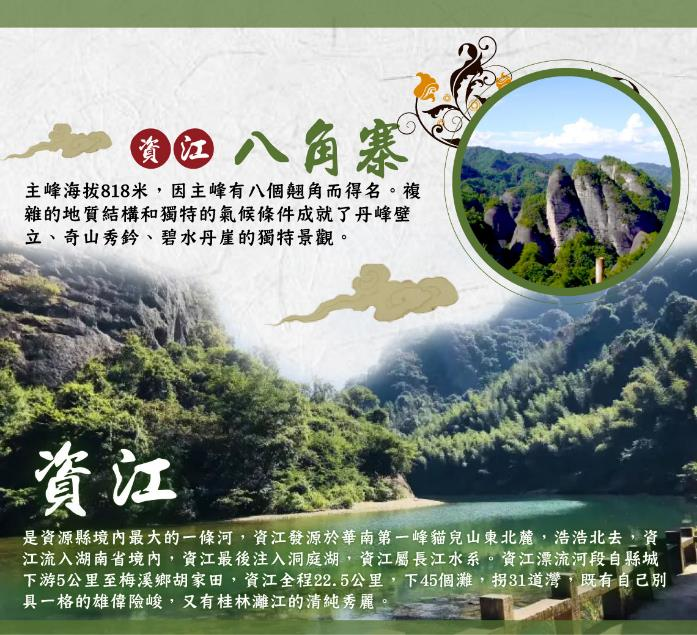 資江 八角寨
主峰海拔818米，因主峰有八個翹角而得名。複
雜的地質結構和獨特的氣候條件成就了丹峰壁
立、奇山秀鈐、碧水丹崖的獨特景觀。
資江
是資源縣境內最大的一條河，資江發源於華南第一峰貓兒山東北麓，浩浩北去，資
江流入湖南省境內，資江最後注入洞庭湖，資江屬長江水系。資江漂流河段自縣城
下游5公里至梅溪鄉胡家田，資江全程22.5公里，下45個灘，拐31道灣，既有自己別
具一格的雄偉險峻，又有桂林灕江的清純秀麗。